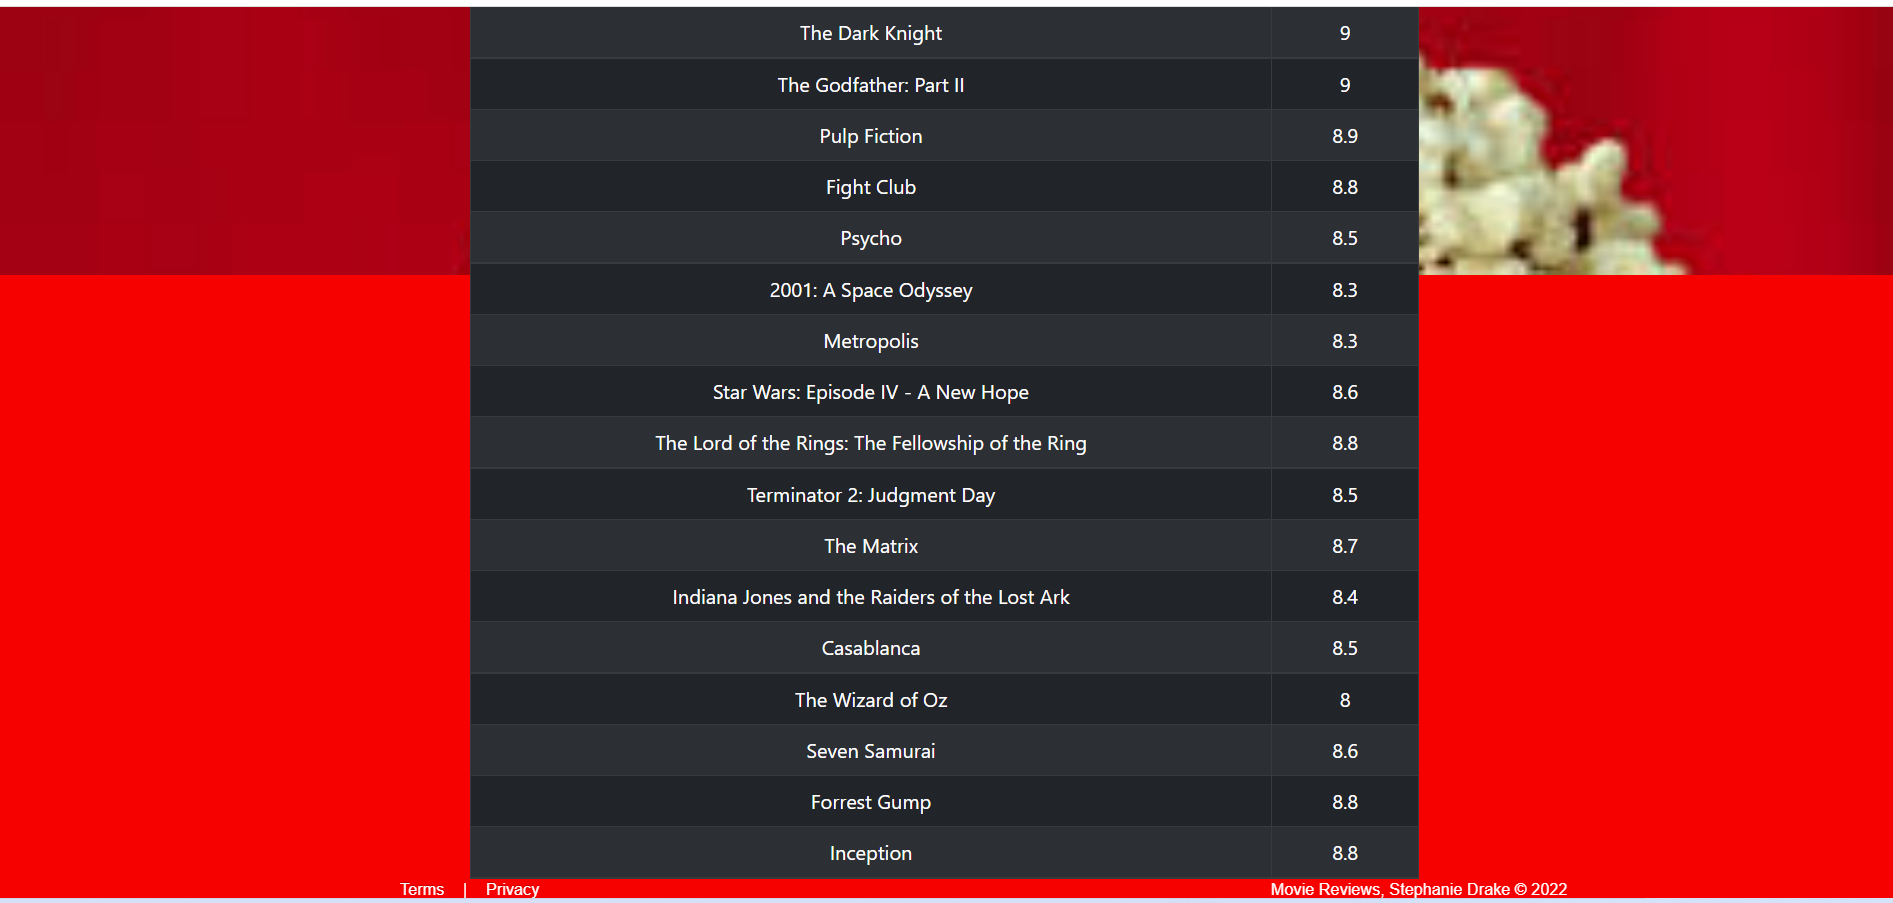 The Dark Knight 9
The Godfather: Part II 9
Pulp Fiction 8.9
Fight Club 8.8
Psycho 8.5
2001: A Space Odyssey 8.3
Metropolis 8.3
Star Wars: Episode IV - A New Hope 8.6
The Lord of the Rings: The Fellowship of the Ring 8.8
Terminator 2: Judgment Day 8.5
The Matrix 8.7
Indiana Jones and the Raiders of the Lost Ark 8.4
Casablanca 8.5
The Wizard of Oz 8
Seven Samurai 8.6
Forrest Gump 8.8
Inception 8.8
Terms | Privacy Movie Reviews, Stephanie Drake © 2022